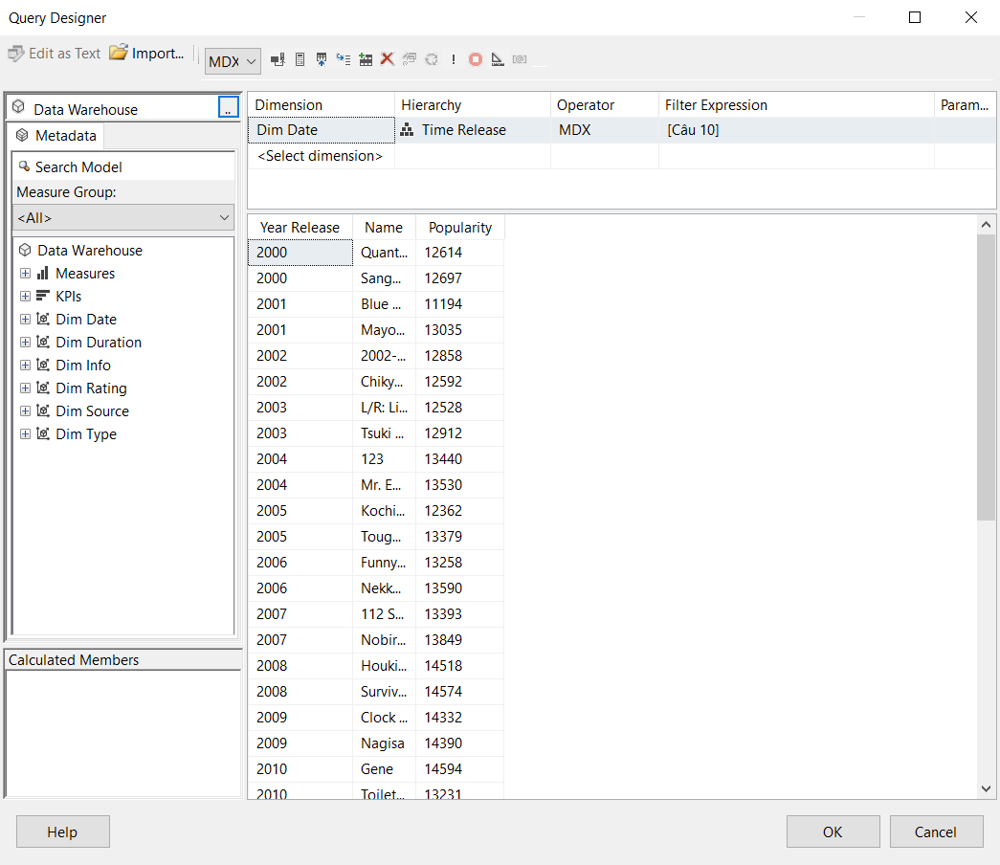 Query Designer
Edit as Text Import... MDX
Data Warehouse ..
Metadata
Search Model
Measure Group:
<All>
Data Warehouse
Measures
KPIs
Dim Date
Dim Duration
Dim Info
Dim Rating
Dim Source
Dim Type
Calculated Members
Dimension Hierarchy Operator Filter Expression Param...
Dim Date Time Release MDX [Câu 10]
<Select dimension>
Year Release Name Popularity
2000 Quant... 12614
2000 Sang... 12697
2001 Blue ... 11194
2001 Mayo... 13035
2002 2002-... 12858
2002 Chiky... 12592
2003 L/R: Li... 12528
2003 Tsuki ... 12912
2004 123 13440
2004 Mr. E... 13530
2005 Kochi... 12362
2005 Toug... 13379
2006 Funny... 13258
2006 Nekk... 13590
2007 112 S... 13393
2007 Nobir... 13849
2008 Houki... 14518
2008 Surviv... 14574
2009 Clock ... 14332
2009 Nagisa 14390
2010 Gene 14594
2010 Toilet... 13231
Help OK Cancel